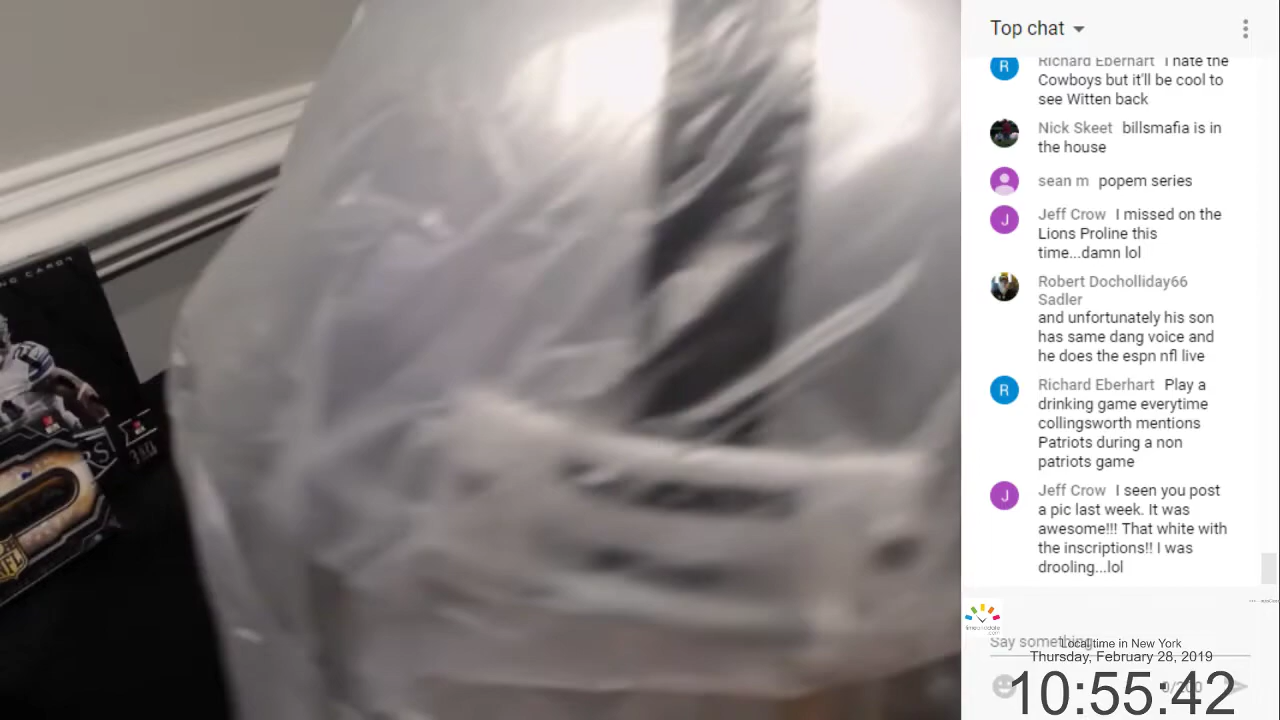 Top chat
Richard Eberhart I hate the
Cowboys but it'll be cool to
see Witten back
Nick Skeet billsmafia is in
the house
sean m popem series
Jeff Crow I missed on the
Lions Proline this
time...damn lol
Robert Docholliday66
Sadler
and unfortunately his son
has same dang voice and
he does the espn nfl live
R
Richard Eberhart Play a
drinking game everytime
collingsworth mentions
Patriots during a non
patriots game
J
Jeff Crow I seen you post
a pic last week. It was
awesome!!! That white with
the inscriptions!! I was
drooling...lol
Say something...
Local time in New York
Thursday, February 28, 2019
10:55:42
NFL